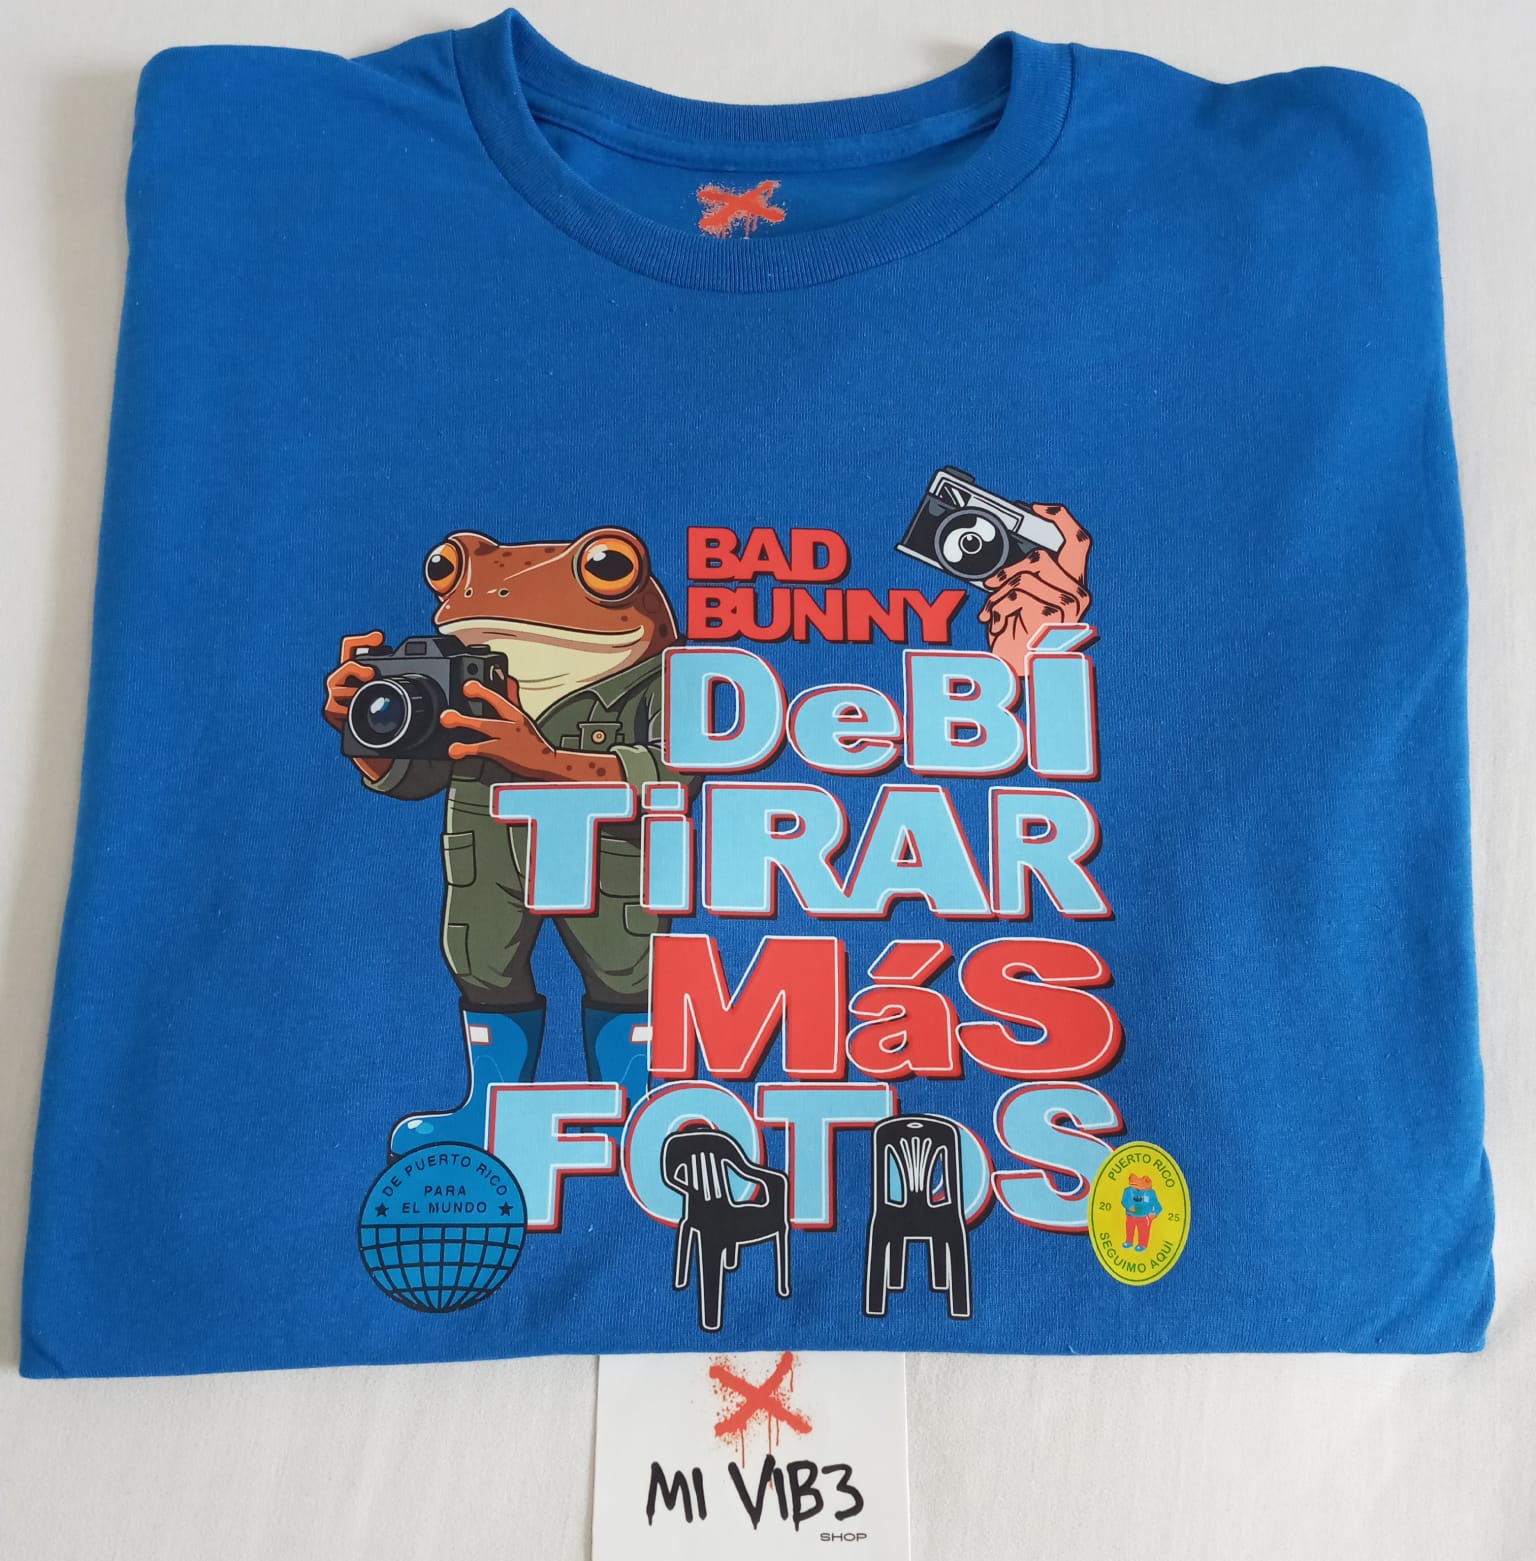 BAD
BUNNY
DeBÍ
TiRAR
MáS
FOToS
DE PUERTO RICO
PARA
EL MUNDO
PUERTO RICO
20 25
SEGUIMO AQUÍ
MI VIB3
SHOP